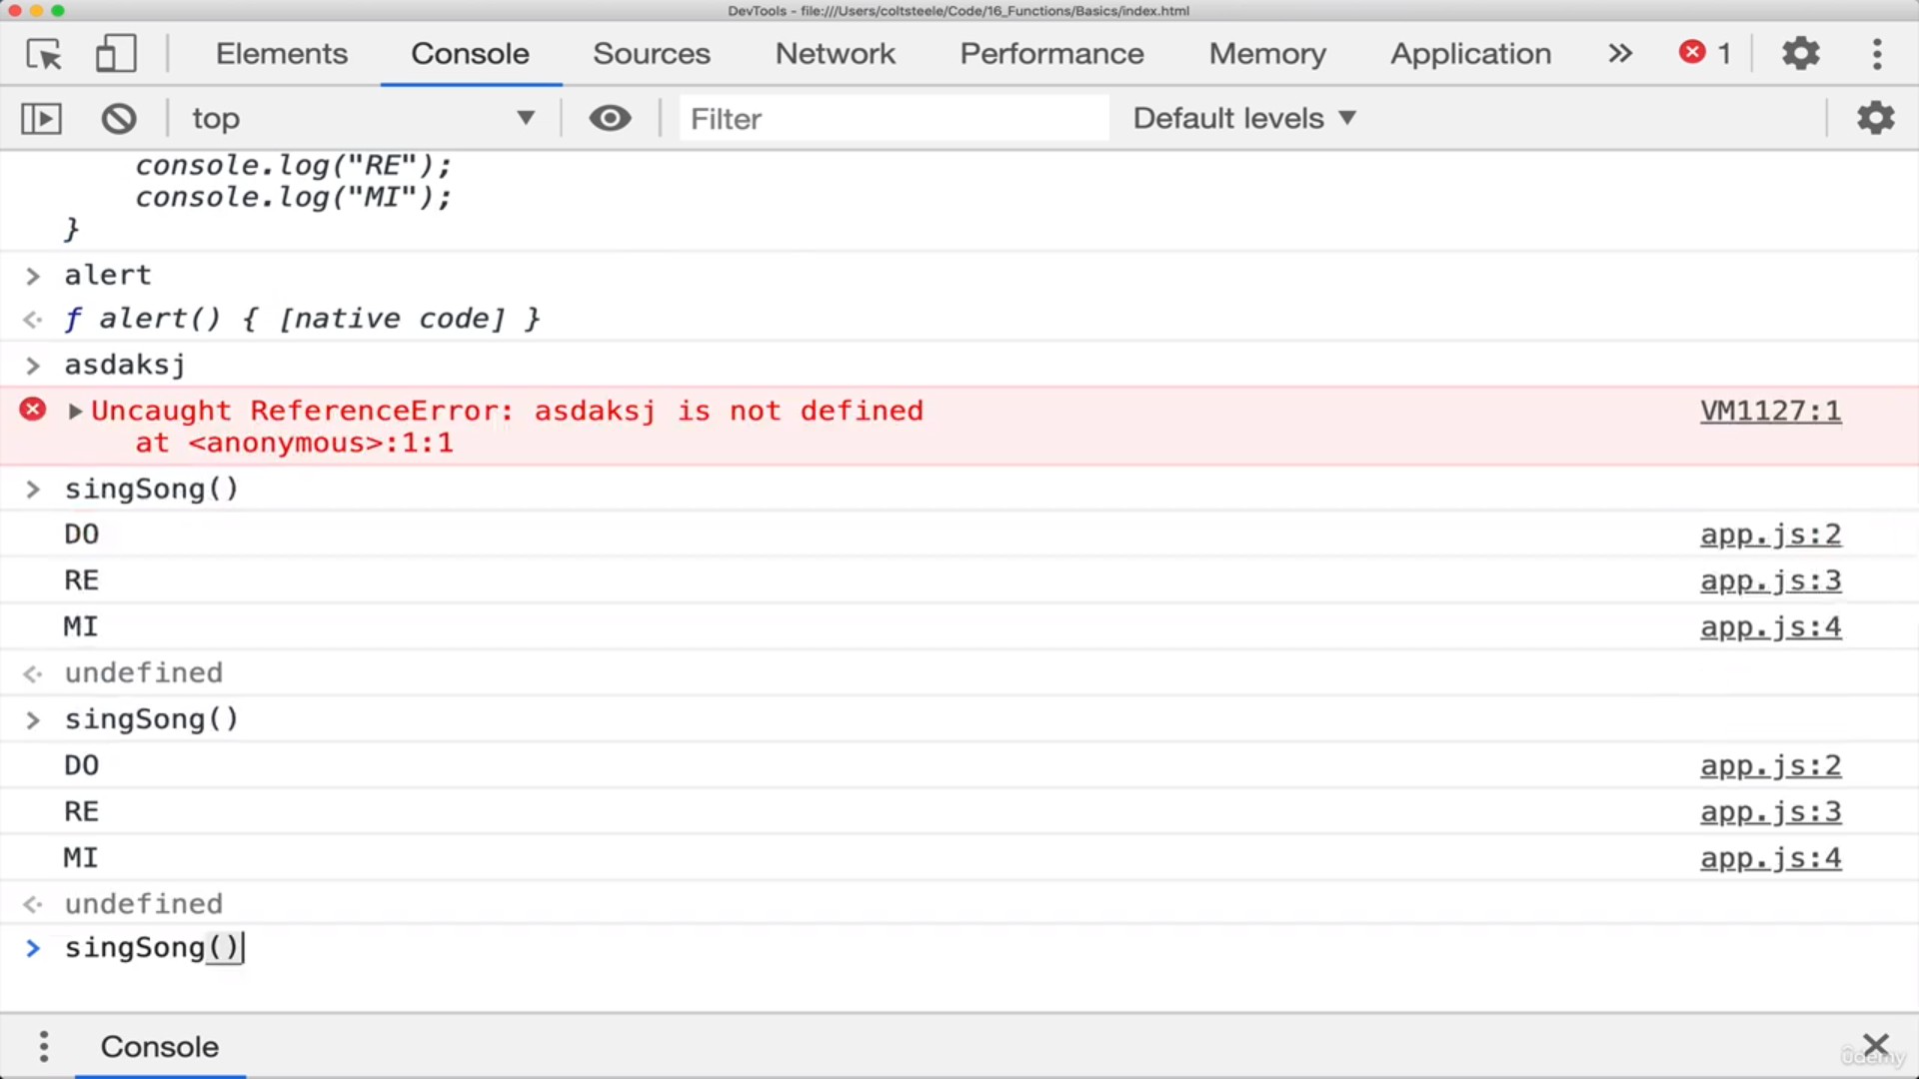 DevTools - file:///Users/coltsteele/Code/16_Functions/Basics/index.html
Elements Console Sources Network Performance Memory Application » 1
top ▼ Filter Default levels ▼
console.log("RE");
console.log("MI");
}
> alert
<· ƒ alert() { [native code] }
> asdaksj
▶Uncaught ReferenceError: asdaksj is not defined VM1127:1
at <anonymous>:1:1
> singSong()
DO app.js:2
RE app.js:3
MI app.js:4
<· undefined
> singSong()
DO app.js:2
RE app.js:3
MI app.js:4
<· undefined
> singSong()
Console
ûdemy